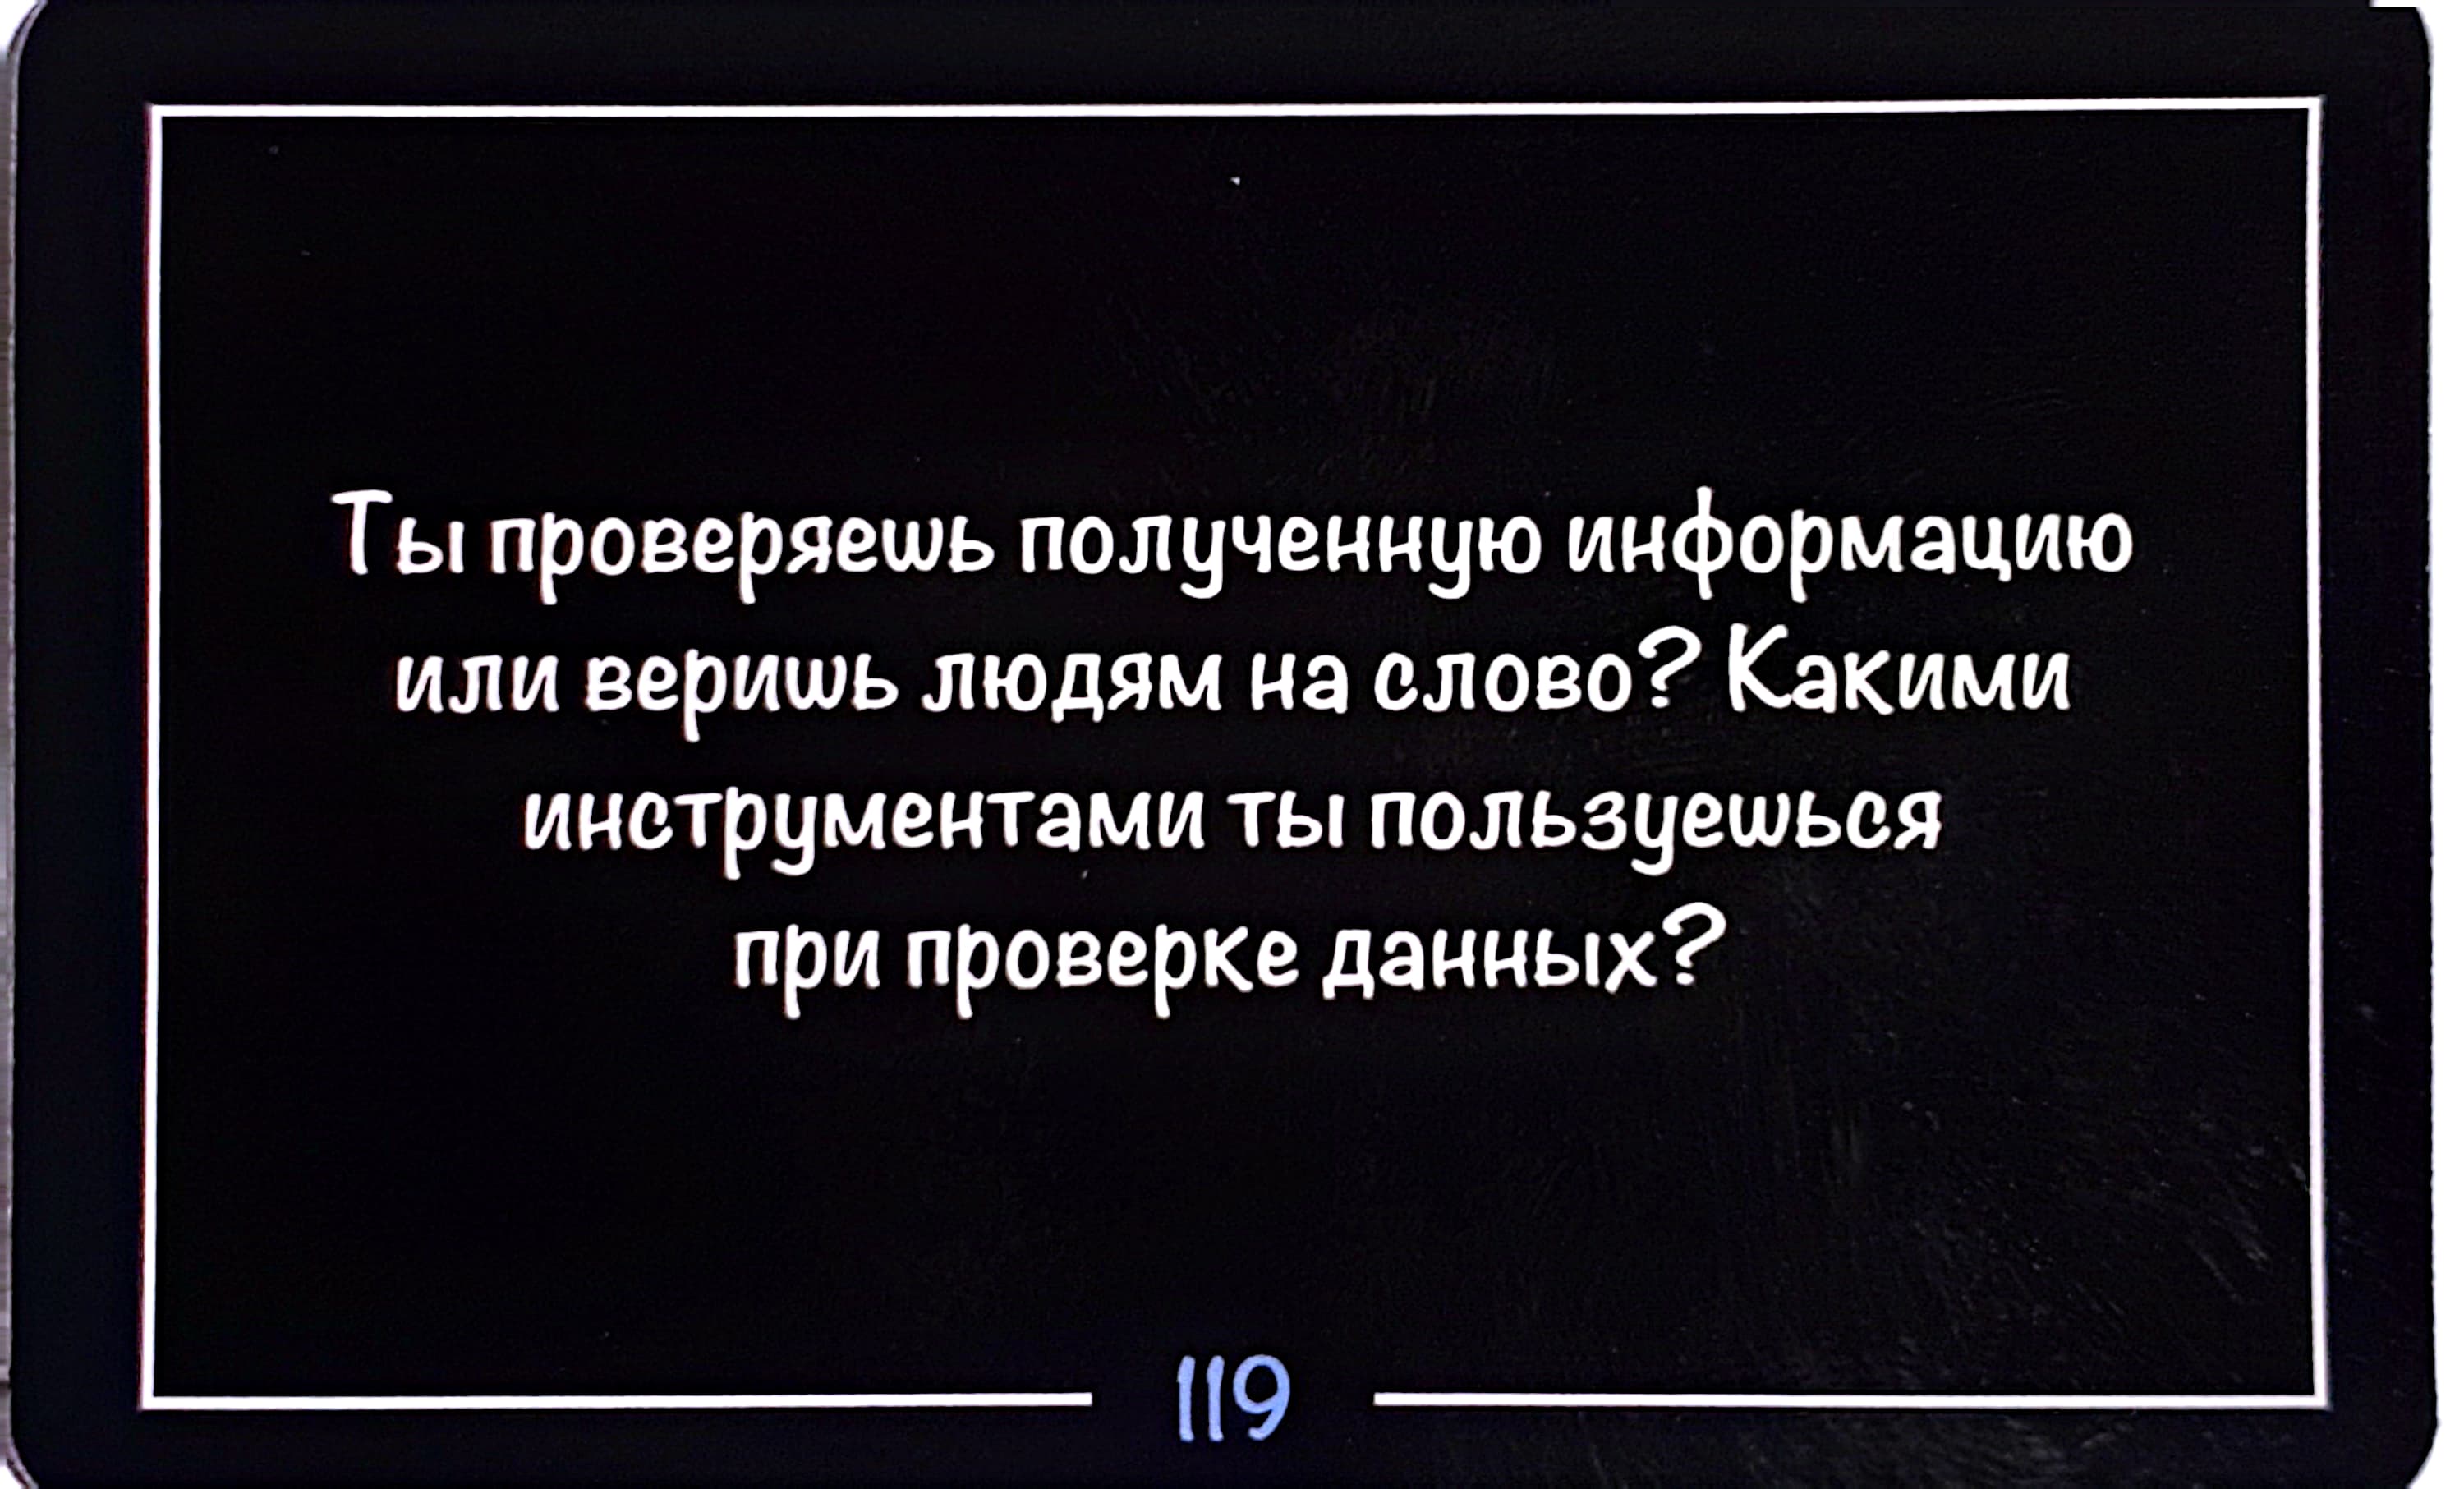 Ты проверяешь полученную информацию
или веришь людям на слово? Какими
инструментами ты пользуешься
при проверке данных?
119